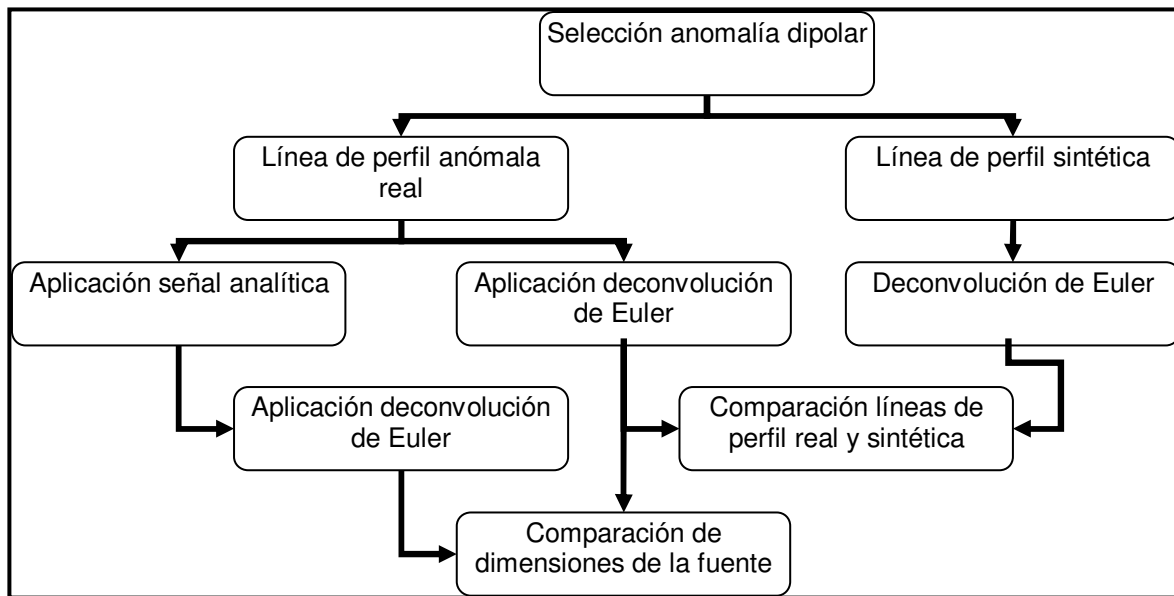 Selección anomalía dipolar
Línea de perfil anómala
real
Línea de perfil sintética
Aplicación señal analítica
Aplicación deconvolución
de Euler
Deconvolución de Euler
Aplicación deconvolución
de Euler
Comparación líneas de
perfil real y sintética
Comparación de
dimensiones de la fuente